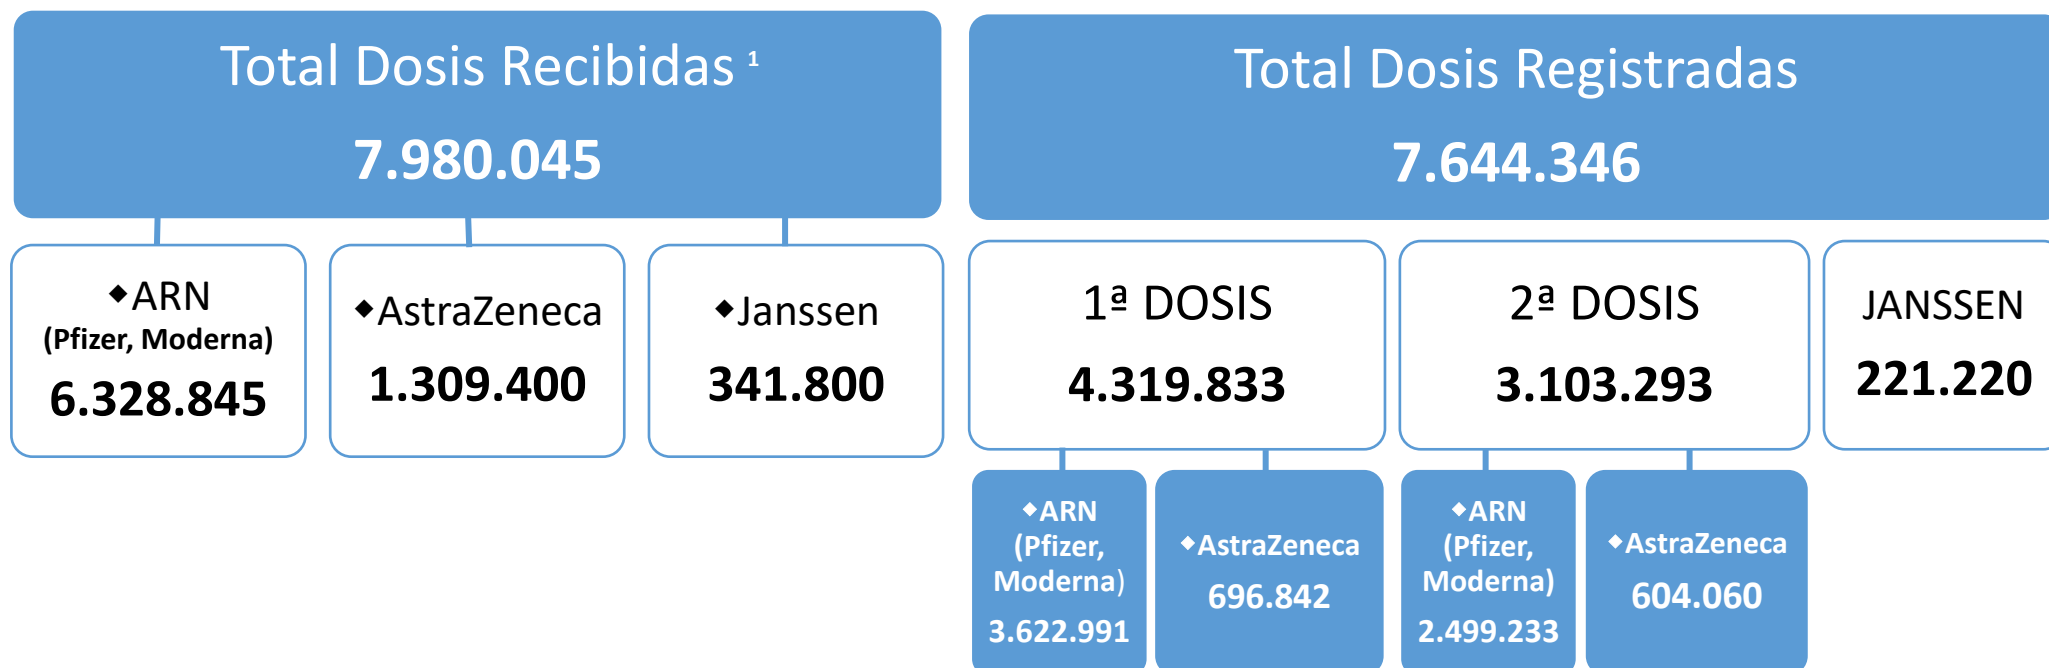 Total Dosis Recibidas 1
7.980.045
◆ARN
(Pfizer, Moderna)
6.328.845
◆AstraZeneca
1.309.400
◆Janssen
341.800
Total Dosis Registradas
7.644.346
1ª DOSIS
4.319.833
◆ARN
(Pfizer,
Moderna)
3.622.991
◆AstraZeneca
696.842
2ª DOSIS
3.103.293
◆ARN
(Pfizer,
Moderna)
2.499.233
◆AstraZeneca
604.060
JANSSEN
221.220